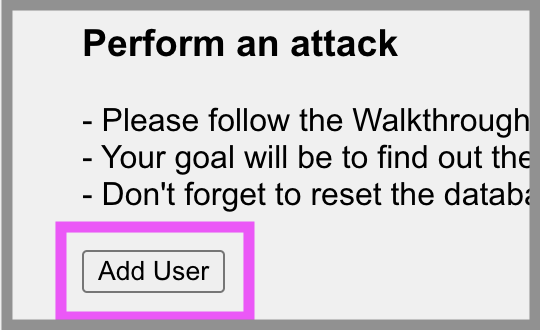 Perform an attack
- Please follow the Walkthrough
- Your goal will be to find out the
- Don't forget to reset the databa
Add User